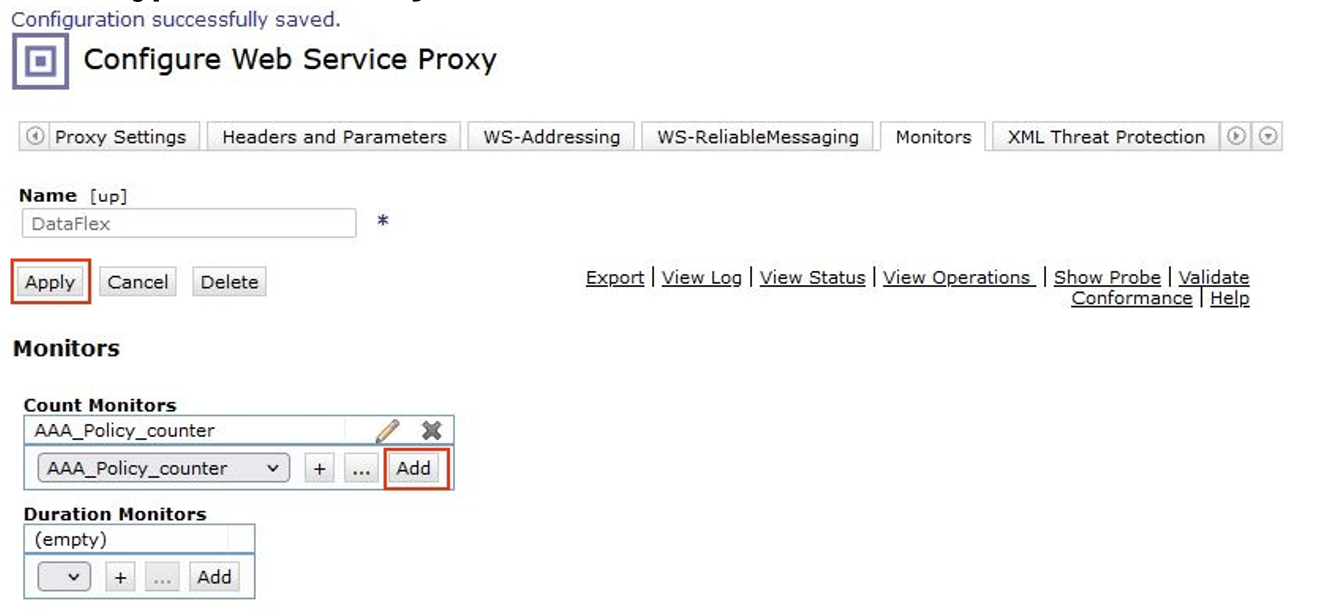 Configuration successfully saved.
Configure Web Service Proxy
Proxy Settings Headers and Parameters WS-Addressing WS-ReliableMessaging Monitors XML Threat Protection
Name [up]
DataFlex *
Apply Cancel Delete
Export | View Log | View Status | View Operations | Show Probe | Validate
Conformance | Help
Monitors
Count Monitors
AAA_Policy_counter
AAA_Policy_counter + ... Add
Duration Monitors
(empty)
+ ... Add